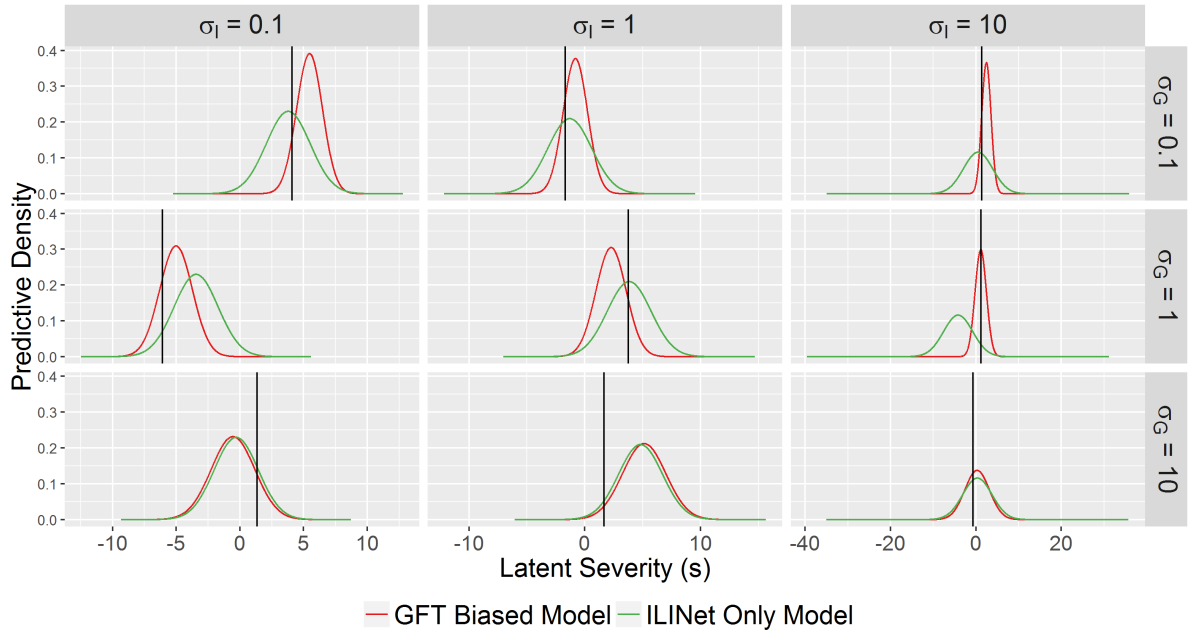 σI = 0.1
σI = 1
σI = 10
0.4
0.3
0.2
0.1
0.0
σG = 0.1
0.4
0.3
0.2
0.1
0.0
σG = 1
0.4
0.3
0.2
0.1
0.0
σG = 10
Predictive Density
-10 -5 0 5 10
-10 0 10
-40 -20 0 20
Latent Severity (s)
GFT Biased Model ILINet Only Model